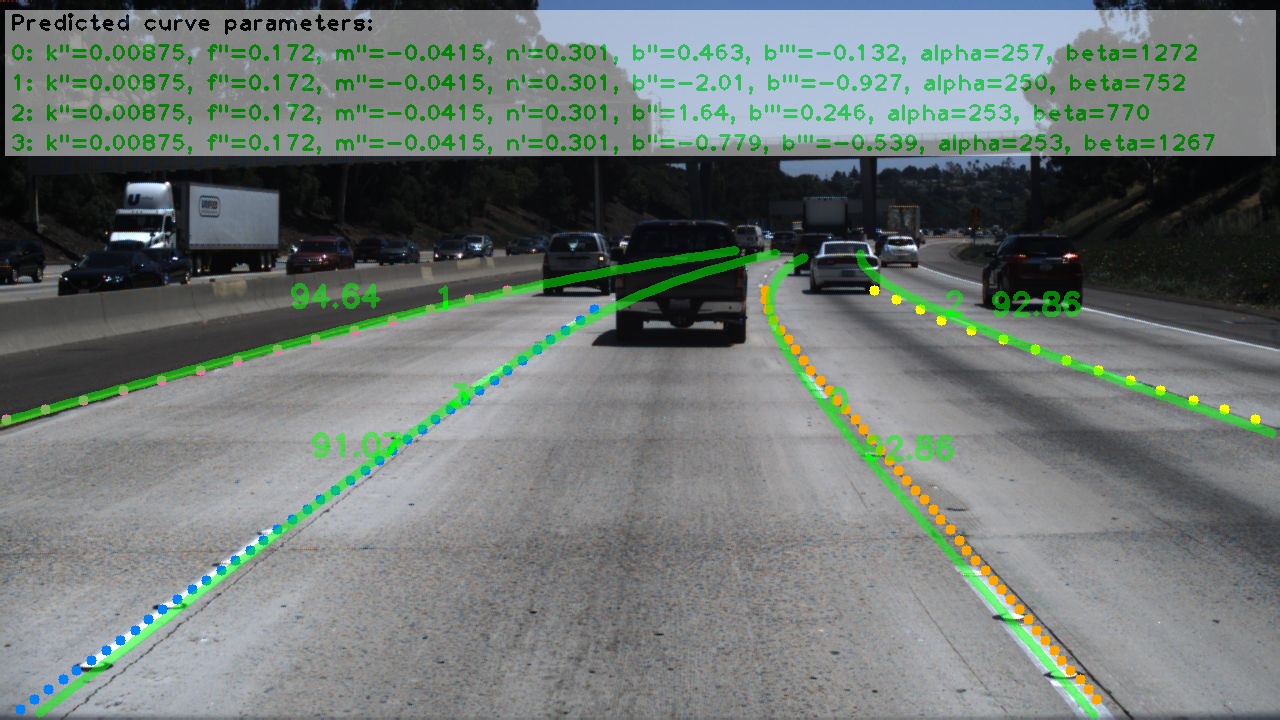 Predicted curve parameters:
0: k''=0.00875, f''=0.172, m''=−0.0415, n'=0.301, b''=0.463, b'''=−0.132, alpha=257, beta=1272
1: k''=0.00875, f''=0.172, m''=−0.0415, n'=0.301, b''=−2.01, b'''=−0.927, alpha=250, beta=752
2: k''=0.00875, f''=0.172, m''=−0.0415, n'=0.301, b''=1.64, b'''=0.246, alpha=253, beta=770
3: k''=0.00875, f''=0.172, m''=−0.0415, n'=0.301, b''=−0.779, b'''=−0.539, alpha=253, beta=1267
94.64 1
2 92.86
91.07
92.86